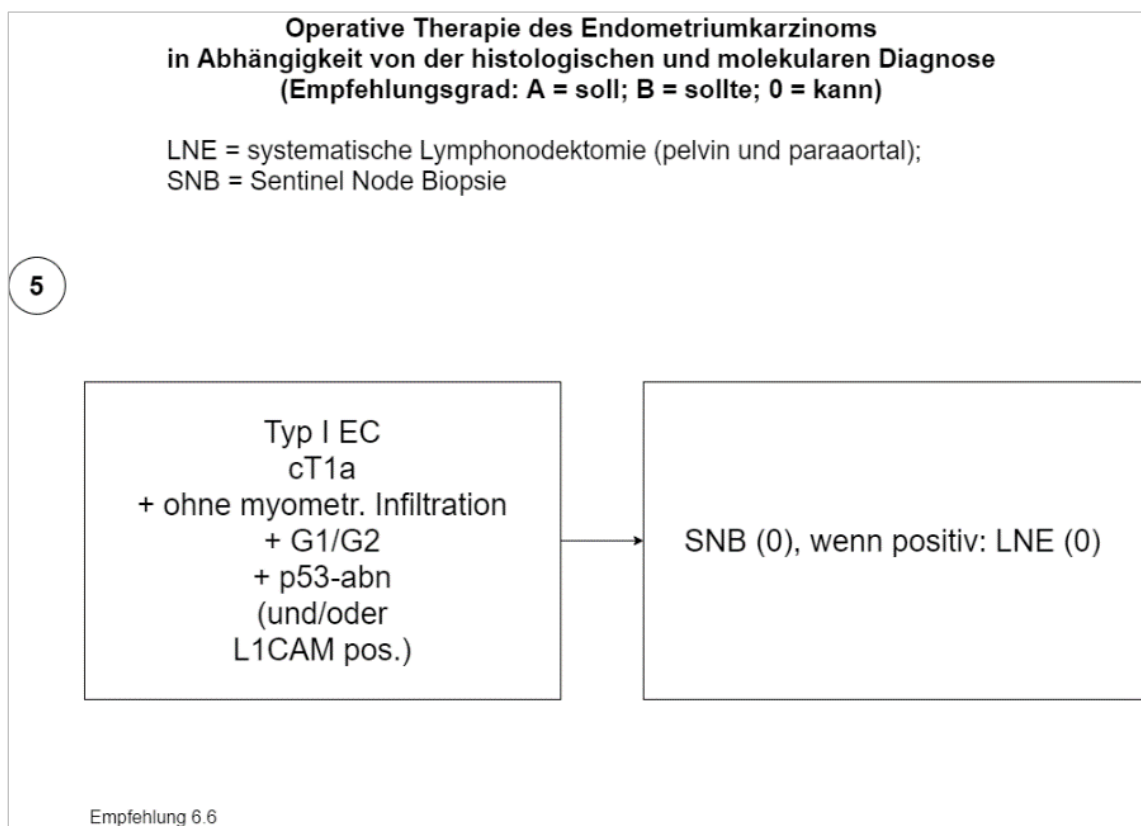 Operative Therapie des Endometriumkarzinoms
in Abhängigkeit von der histologischen und molekularen Diagnose
(Empfehlungsgrad: A = soll; B = sollte; 0 = kann)
LNE = systematische Lymphonodektomie (pelvin und paraaortal);
SNB = Sentinel Node Biopsie
5
Typ I EC
cT1a
+ ohne myometr. Infiltration
+ G1/G2
+ p53-abn
(und/oder
L1CAM pos.)
SNB (0), wenn positiv: LNE (0)
Empfehlung 6.6